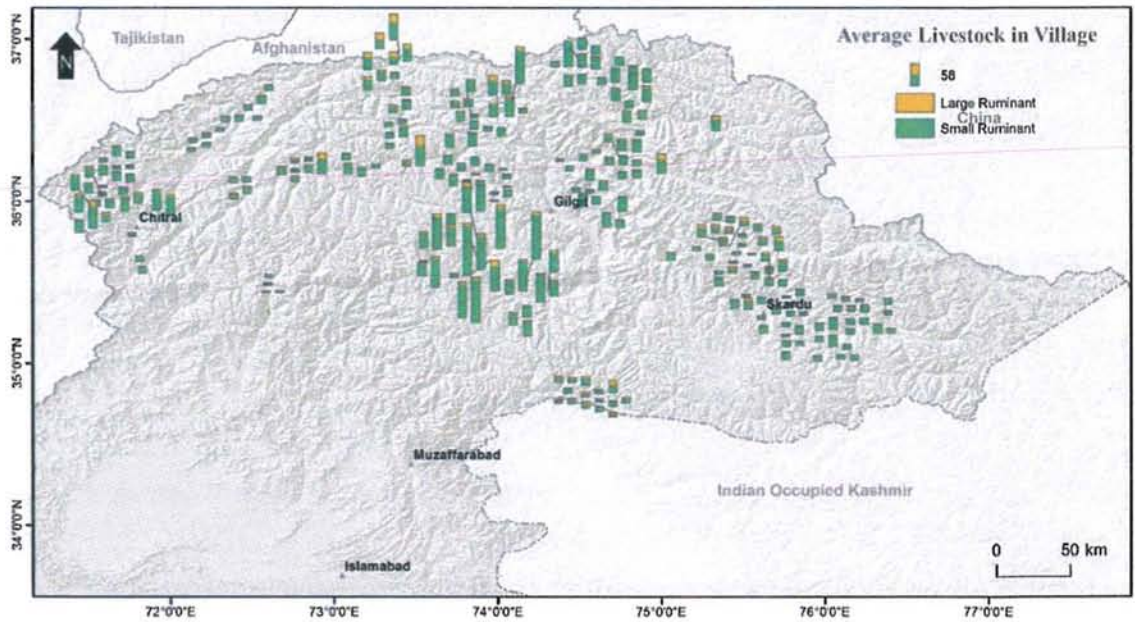 Tajikistan
Afghanistan
Average Livestock in Village
58
Large Ruminant
China
Small Ruminant
N
Chitral
Gilgit
Skardu
Muzaffarabad
Indian Occupied Kashmir
Islamabad
0 50 km
37°0'0"N
36°0'0"N
35°0'0"N
34°0'0"N
72°0'0"E 73°0'0"E 74°0'0"E 75°0'0"E 76°0'0"E 77°0'0"E